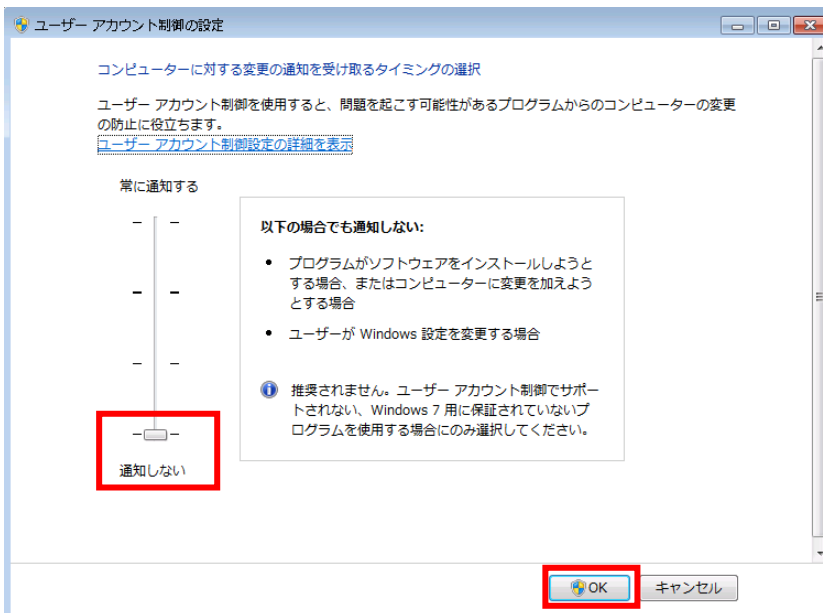 ユーザー アカウント制御の設定
コンピューターに対する変更の通知を受け取るタイミングの選択
ユーザー アカウント制御を使用すると、問題を起こす可能性があるプログラムからのコンピューターの変更
の防止に役立ちます。
ユーザー アカウント制御設定の詳細を表示
常に通知する
以下の場合でも通知しない:
• プログラムがソフトウェアをインストールしようと
する場合、またはコンピューターに変更を加えよう
とする場合
• ユーザーが Windows 設定を変更する場合
推奨されません。ユーザー アカウント制御でサポー
トされない、Windows 7 用に保証されていないプ
ログラムを使用する場合にのみ選択してください。
通知しない
OK
キャンセル